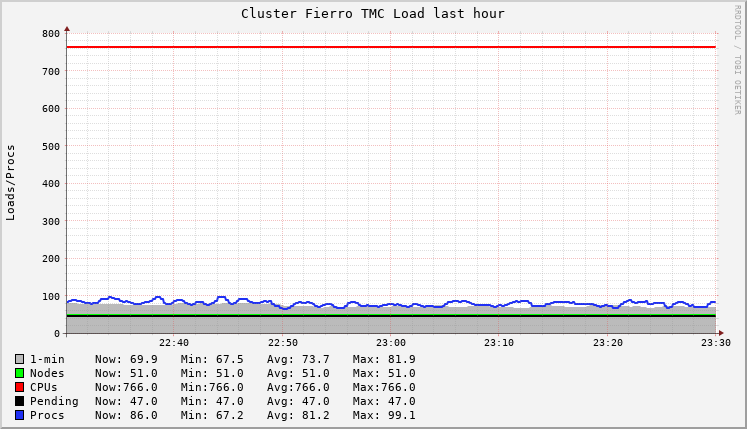 Cluster Fierro TMC Load last hour
RRDTOOL / TOBI OETIKER
Loads/Procs
800
700
600
500
400
300
200
100
0
22:40 22:50 23:00 23:10 23:20 23:30
1-min Now: 69.9 Min: 67.5 Avg: 73.7 Max: 81.9
Nodes Now: 51.0 Min: 51.0 Avg: 51.0 Max: 51.0
CPUs Now:766.0 Min:766.0 Avg:766.0 Max:766.0
Pending Now: 47.0 Min: 47.0 Avg: 47.0 Max: 47.0
Procs Now: 86.0 Min: 67.2 Avg: 81.2 Max: 99.1